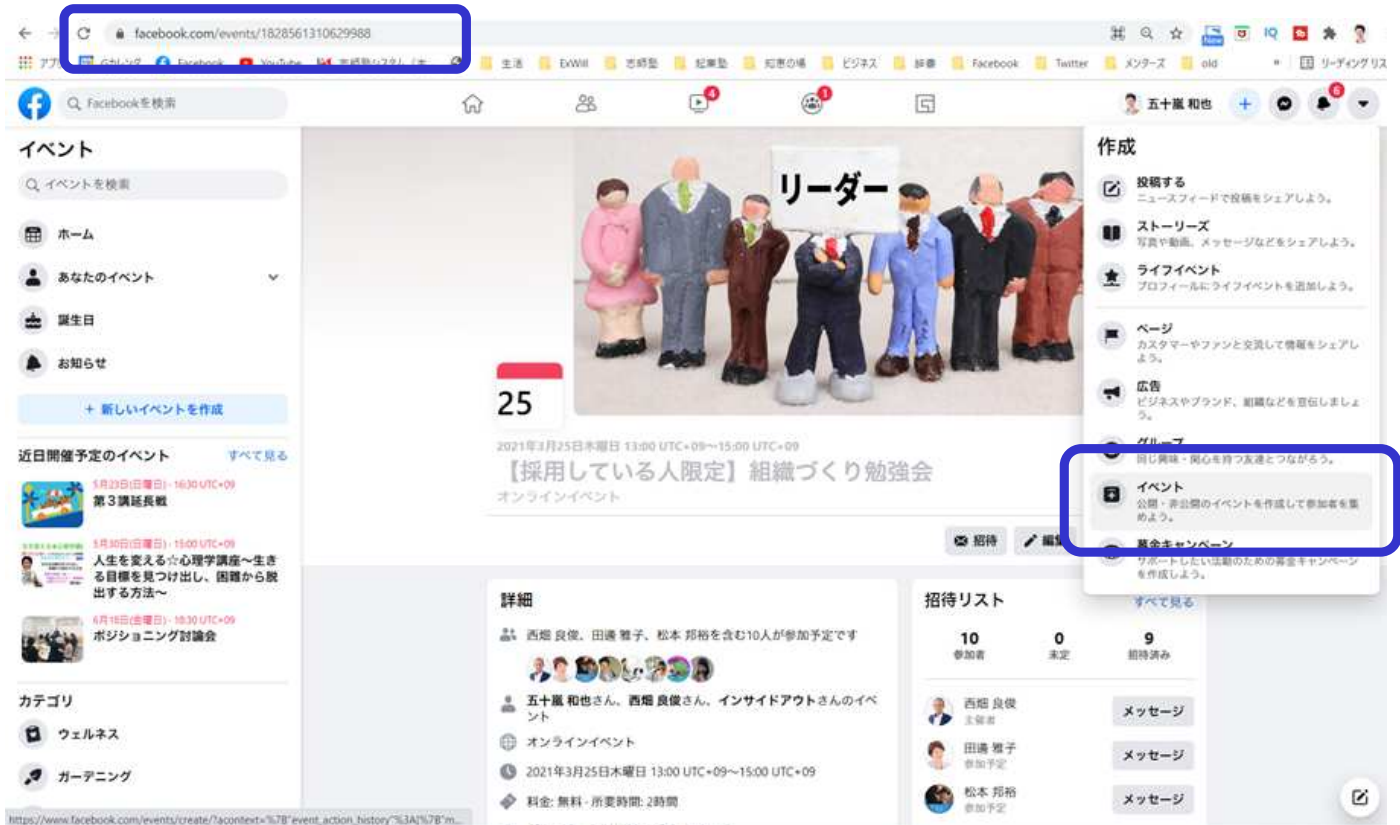 facebook.com/events/1828561310629988
Facebook
YouTube
生活
ExWill
志師塾
起業塾
知恵の場
ビジネス
辞書
Facebook
Twitter
メンターズ
old
»
リーディングリス
New
IQ
Facebookを検索
4
1
五十嵐 和也
6
イベント
イベントを検索
ホーム
あなたのイベント
誕生日
お知らせ
+ 新しいイベントを作成
近日開催予定のイベント
すべて見る
5月23日(日曜日) · 16:30 UTC+09
第３講延長戦
5月30日(日曜日) · 15:00 UTC+09
人生を変える☆心理学講座〜生き
る目標を見つけ出し、困難から脱
出する方法〜
6月18日(金曜日) · 18:30 UTC+09
ポジショニング討論会
カテゴリ
ウェルネス
ガーデニング
https://www.facebook.com/events/create/?acontext=%7B"event_action_history"%3A[%7B"m...
リーダー
25
2021年3月25日木曜日 13:00 UTC+09〜15:00 UTC+09
【採用している人限定】組織づくり勉強会
オンラインイベント
招待
編集
詳細
西畑 良俊、田邊 雅子、松本 邦裕を含む10人が参加予定です
五十嵐 和也さん、西畑 良俊さん、インサイドアウトさんのイベ
ント
オンラインイベント
2021年3月25日木曜日 13:00 UTC+09〜15:00 UTC+09
料金: 無料 · 所要時間: 2時間
招待リスト
すべて見る
10
参加者
0
未定
9
招待済み
西畑 良俊
主催者
メッセージ
田邊 雅子
参加予定
メッセージ
松本 邦裕
参加予定
メッセージ
作成
投稿する
ニュースフィードで投稿をシェアしよう。
ストーリーズ
写真や動画、メッセージなどをシェアしよう。
ライフイベント
プロフィールにライフイベントを追加しよう。
ページ
カスタマーやファンと交流して情報をシェアし
よう。
広告
ビジネスやブランド、組織などを宣伝しましょ
う。
グループ
同じ興味・関心を持つ友達とつながろう。
イベント
公開・非公開のイベントを作成して参加者を集
めよう。
募金キャンペーン
サポートしたい活動のための募金キャンペーン
を作成しよう。